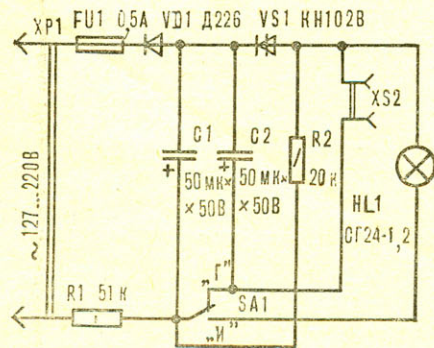 XP1 FU1 0,5А VD1 Д226 VS1 КН102В
XS2
C1 C2 R2
50 МК× 50 МК× 20 к
×50В ×50В
HL1
СГ24-1,2
~127...220В
R1 51 к
„Г"
SA1
„И"